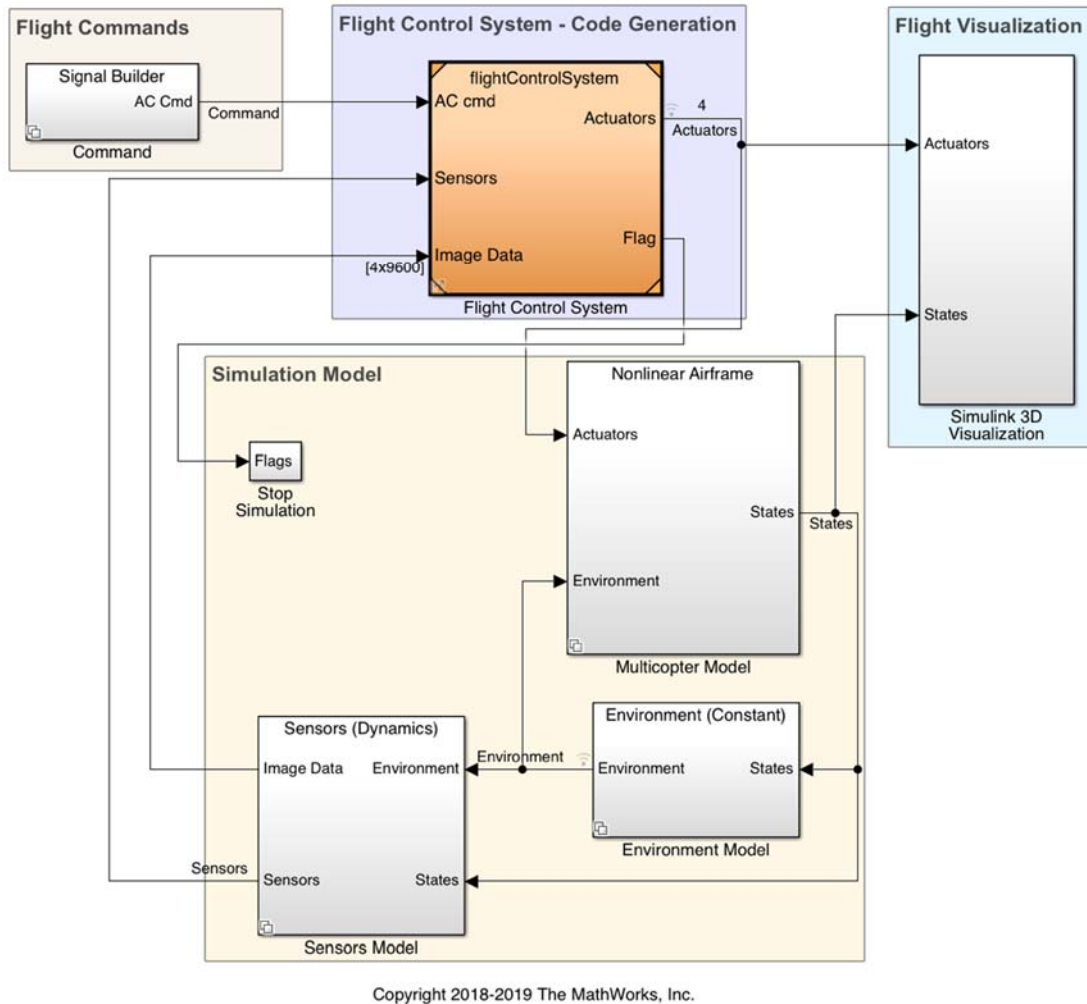 Flight Commands
Signal Builder
AC Cmd
Command
Command
Flight Control System - Code Generation
flightControlSystem
AC cmd
Actuators
4
Actuators
Sensors
Flag
Image Data
[4x9600]
Flight Control System
Flight Visualization
Actuators
States
Simulink 3D
Visualization
Simulation Model
Nonlinear Airframe
Actuators
Flags
Stop
Simulation
States
States
Environment
Multicopter Model
Sensors (Dynamics)
Image Data
Environment
Sensors
Sensors
States
Sensors Model
Environment
Environment (Constant)
Environment
States
Environment Model
Copyright 2018-2019 The MathWorks, Inc.